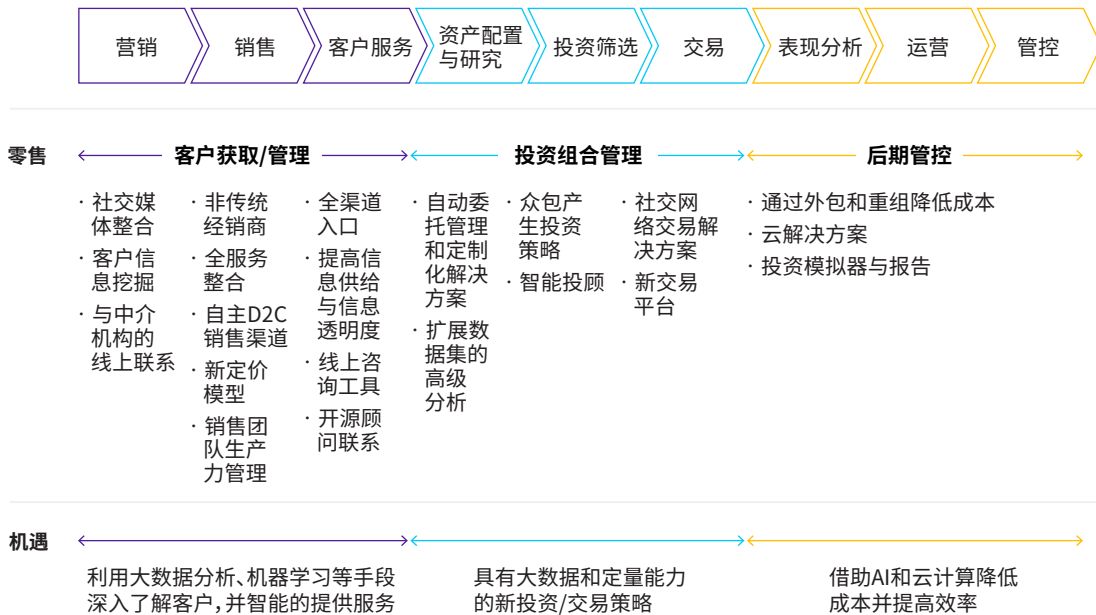 营销
销售
客户服务
资产配置
与研究
投资筛选
交易
表现分析
运营
管控
零售
客户获取/管理
投资组合管理
后期管控
· 社交媒
体整合
· 客户信
息挖掘
· 与中介
机构的
线上联系
· 非传统
经销商
· 全服务
整合
· 自主D2C
销售渠道
· 新定价
模型
· 销售团
队生产
力管理
· 全渠道
入口
· 提高信
息供给
与信息
透明度
· 线上咨
询工具
· 开源顾
问联系
· 自动委
托管理
和定制
化解决
方案
· 扩展数
据集的
高级
分析
· 众包产
生投资
策略
· 智能投顾
· 社交网
络交易解
决方案
· 新交易
平台
· 通过外包和重组降低成本
· 云解决方案
· 投资模拟器与报告
机遇
利用大数据分析、机器学习等手段
深入了解客户,并智能的提供服务
具有大数据和定量能力
的新投资/交易策略
借助AI和云计算降低
成本并提高效率